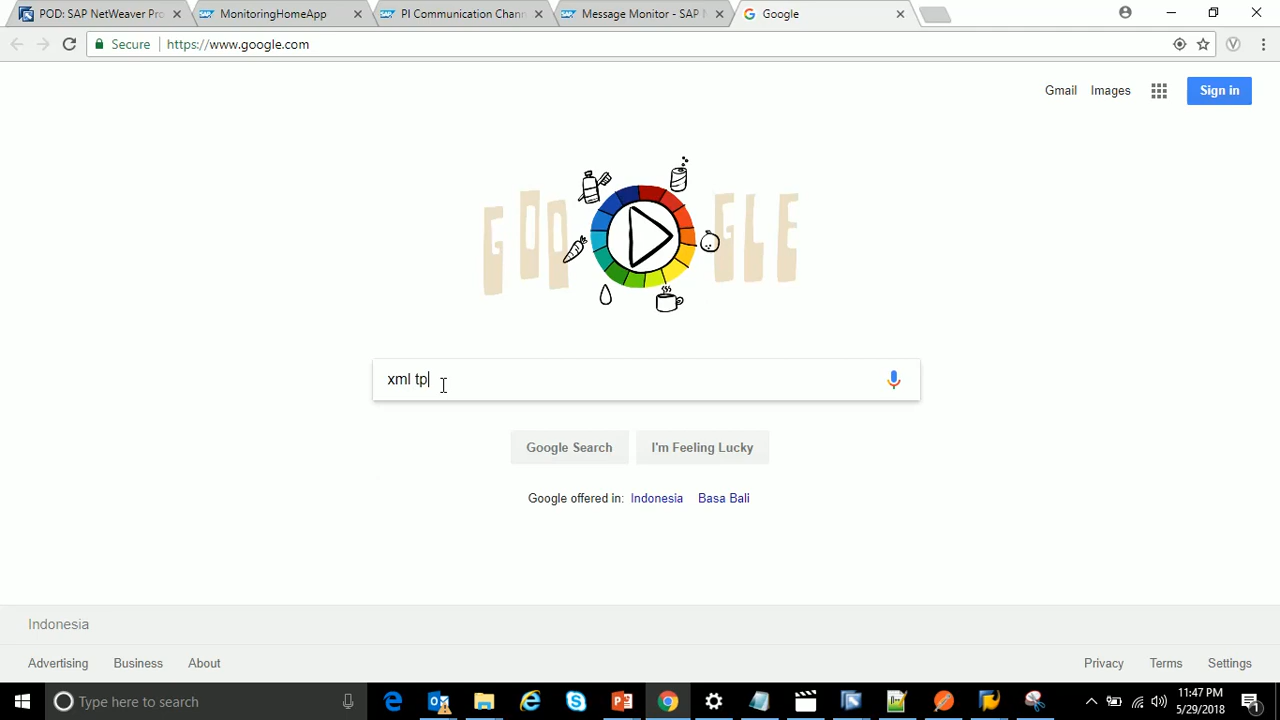 POD: SAP NetWeaver Pro
MonitoringHomeApp
PI Communication Chann
Message Monitor - SAP N
Google
Secure
https://www.google.com
Gmail
Images
Sign in
GOOGLE
xml tp
Google Search
I'm Feeling Lucky
Google offered in: Indonesia Basa Bali
Indonesia
Advertising
Business
About
Privacy
Terms
Settings
Type here to search
11:47 PM
5/29/2018